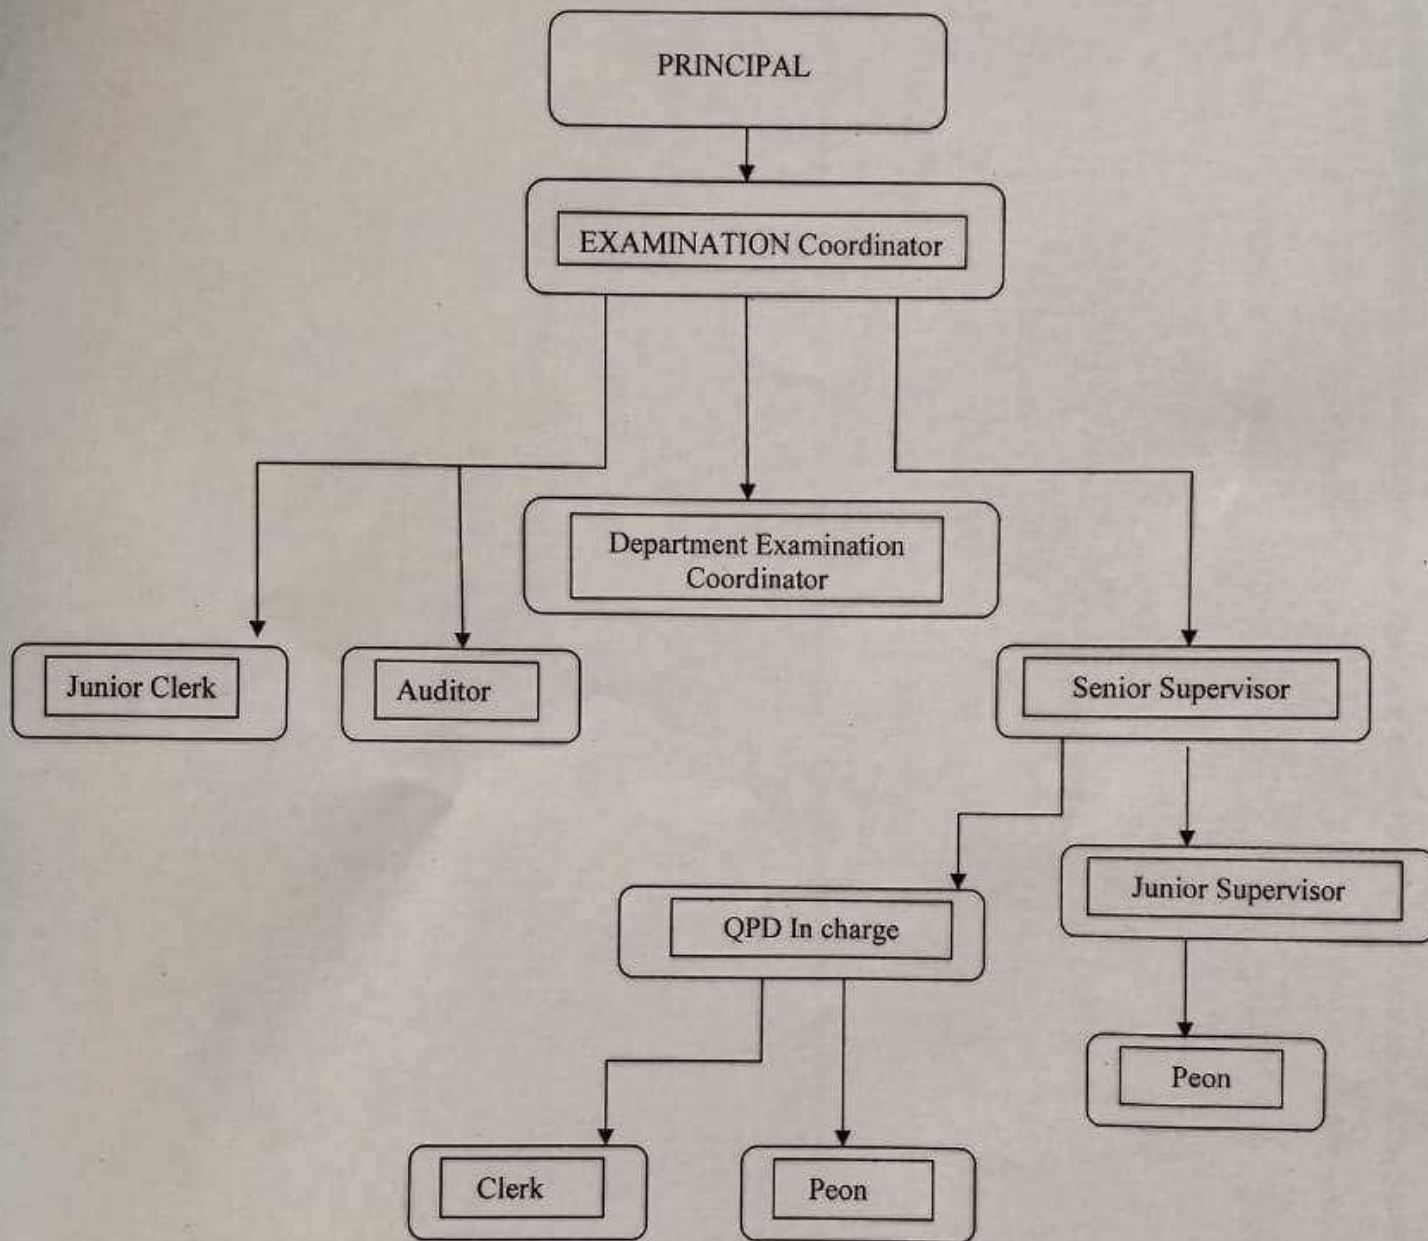 PRINCIPAL
EXAMINATION Coordinator
Department Examination
Coordinator
Junior Clerk
Auditor
Senior Supervisor
Junior Supervisor
QPD In charge
Peon
Clerk
Peon